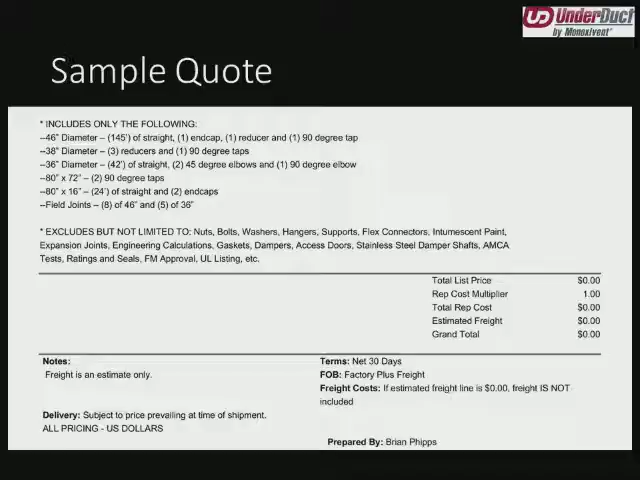 UD UnderDuct
by Monoxivent®
Sample Quote
* INCLUDES ONLY THE FOLLOWING:
--46" Diameter – (145') of straight, (1) endcap, (1) reducer and (1) 90 degree tap
--38" Diameter – (3) reducers and (1) 90 degree taps
--36" Diameter – (42') of straight, (2) 45 degree elbows and (1) 90 degree elbow
--80" x 72" – (2) 90 degree taps
--80" x 16" – (24') of straight and (2) endcaps
--Field Joints – (8) of 46" and (5) of 36"
* EXCLUDES BUT NOT LIMITED TO: Nuts, Bolts, Washers, Hangers, Supports, Flex Connectors, Intumescent Paint,
Expansion Joints, Engineering Calculations, Gaskets, Dampers, Access Doors, Stainless Steel Damper Shafts, AMCA
Tests, Ratings and Seals, FM Approval, UL Listing, etc.
Total List Price $0.00
Rep Cost Multiplier 1.00
Total Rep Cost $0.00
Estimated Freight $0.00
Grand Total $0.00
Notes:
Freight is an estimate only.
Terms: Net 30 Days
FOB: Factory Plus Freight
Freight Costs: If estimated freight line is $0.00, freight IS NOT
included
Delivery: Subject to price prevailing at time of shipment.
ALL PRICING - US DOLLARS
Prepared By: Brian Phipps